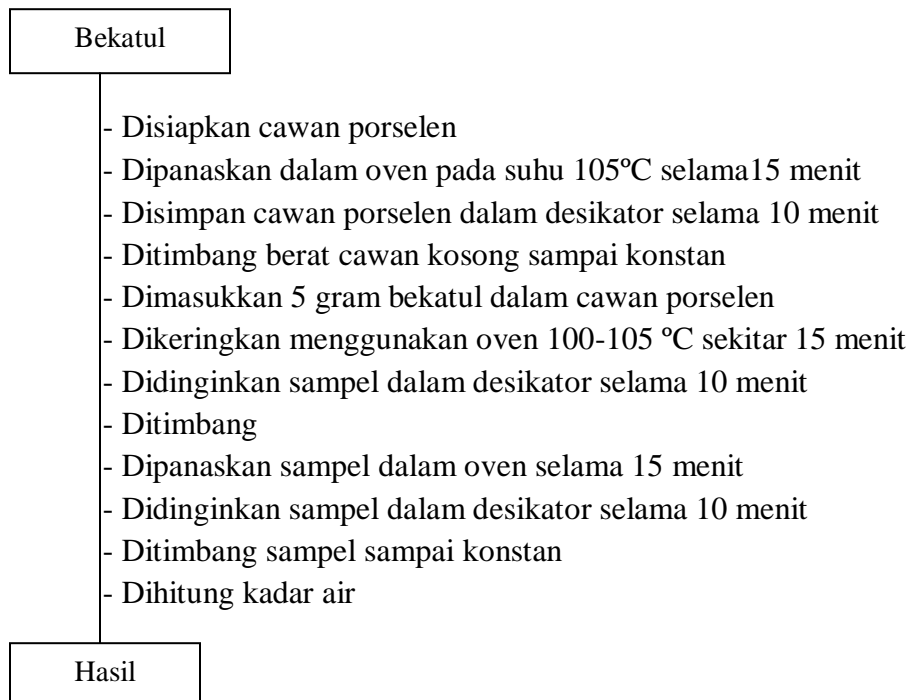 Bekatul
- Disiapkan cawan porselen
- Dipanaskan dalam oven pada suhu 105ºC selama15 menit
- Disimpan cawan porselen dalam desikator selama 10 menit
- Ditimbang berat cawan kosong sampai konstan
- Dimasukkan 5 gram bekatul dalam cawan porselen
- Dikeringkan menggunakan oven 100-105 ºC sekitar 15 menit
- Didinginkan sampel dalam desikator selama 10 menit
- Ditimbang
- Dipanaskan sampel dalam oven selama 15 menit
- Didinginkan sampel dalam desikator selama 10 menit
- Ditimbang sampel sampai konstan
- Dihitung kadar air
Hasil